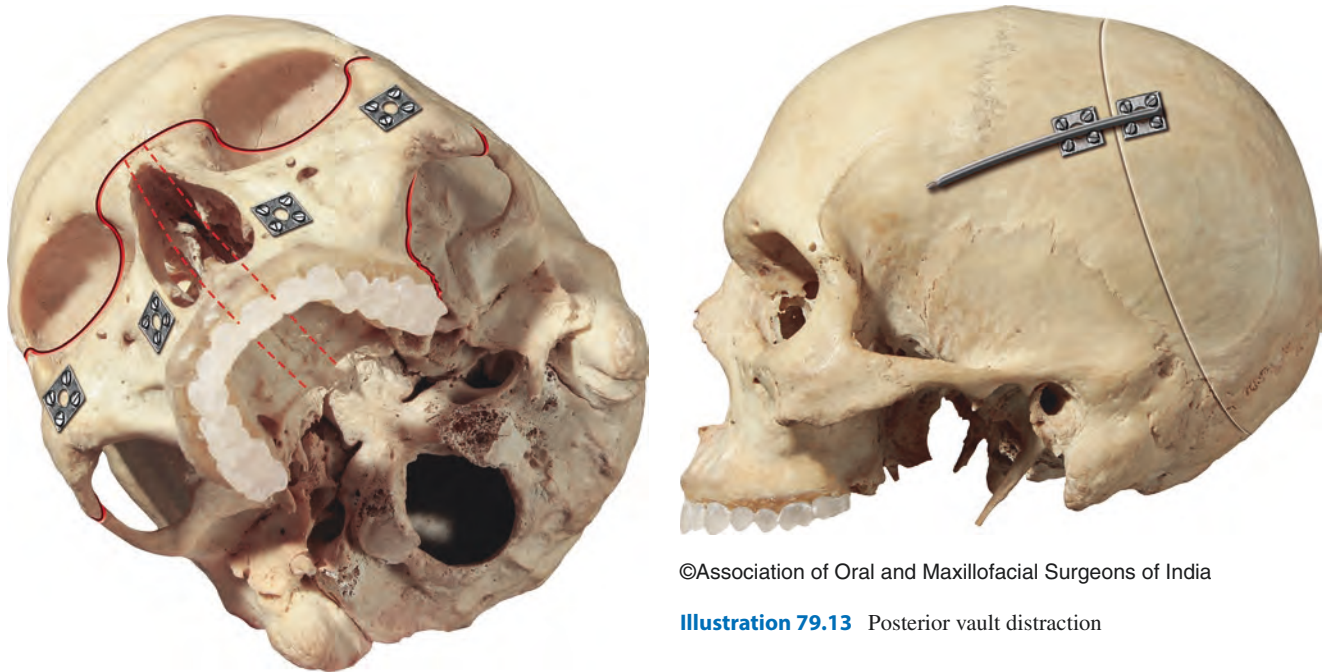 ©Association of Oral and Maxillofacial Surgeons of India
Illustration 79.13 Posterior vault distraction